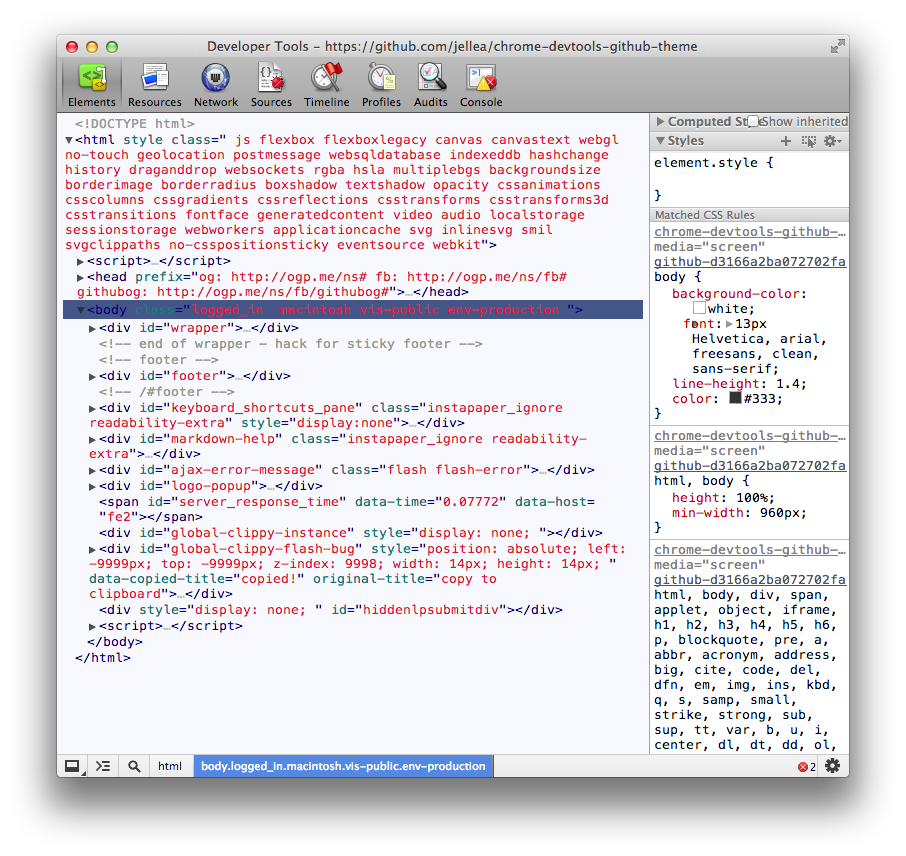 Developer Tools - https://github.com/jellea/chrome-devtools-github-theme
Elements Resources Network Sources Timeline Profiles Audits Console
<!DOCTYPE html>
▼<html style class=" js flexbox flexboxlegacy canvas canvastext webgl
no-touch geolocation postmessage websqldatabase indexeddb hashchange
history draganddrop websockets rgba hsla multiplebgs backgroundsize
borderimage borderradius boxshadow textshadow opacity cssanimations
csscolumns cssgradients cssreflections csstransforms csstransforms3d
csstransitions fontface generatedcontent video audio localstorage
sessionstorage webworkers applicationcache svg inlinesvg smil
svgclippaths no-csspositionsticky eventsource webkit">
▶<script>…</script>
▶<head prefix="og: http://ogp.me/ns# fb: http://ogp.me/ns/fb#
githubog: http://ogp.me/ns/fb/githubog#">…</head>
▼<body class="logged_in  macintosh vis-public env-production ">
▶<div id="wrapper">…</div>
<!-- end of wrapper - hack for sticky footer -->
<!-- footer -->
▶<div id="footer">…</div>
<!-- /#footer -->
▶<div id="keyboard_shortcuts_pane" class="instapaper_ignore
readability-extra" style="display:none">…</div>
▶<div id="markdown-help" class="instapaper_ignore readability-
extra">…</div>
▶<div id="ajax-error-message" class="flash flash-error">…</div>
▶<div id="logo-popup">…</div>
<span id="server_response_time" data-time="0.07772" data-host=
"fe2"></span>
<div id="global-clippy-instance" style="display: none; "></div>
▶<div id="global-clippy-flash-bug" style="position: absolute; left:
-9999px; top: -9999px; z-index: 9998; width: 14px; height: 14px; "
data-copied-title="copied!" original-title="copy to
clipboard">…</div>
<div style="display: none; " id="hiddenlpsubmitdiv"></div>
▶<script>…</script>
</body>
</html>
▶ Computed Style Show inherited
▼ Styles
element.style {
}
Matched CSS Rules
chrome-devtools-github-…
media="screen"
github-d3166a2ba072702fa
body {
background-color:
white;
font: ▶13px
Helvetica, arial,
freesans, clean,
sans-serif;
line-height: 1.4;
color: #333;
}
chrome-devtools-github-…
media="screen"
github-d3166a2ba072702fa
html, body {
height: 100%;
min-width: 960px;
}
chrome-devtools-github-…
media="screen"
github-d3166a2ba072702fa
html, body, div, span,
applet, object, iframe,
h1, h2, h3, h4, h5, h6,
p, blockquote, pre, a,
abbr, acronym, address,
big, cite, code, del,
dfn, em, img, ins, kbd,
q, s, samp, small,
strike, strong, sub,
sup, tt, var, b, u, i,
center, dl, dt, dd, ol,
html body.logged_in.macintosh.vis-public.env-production 2